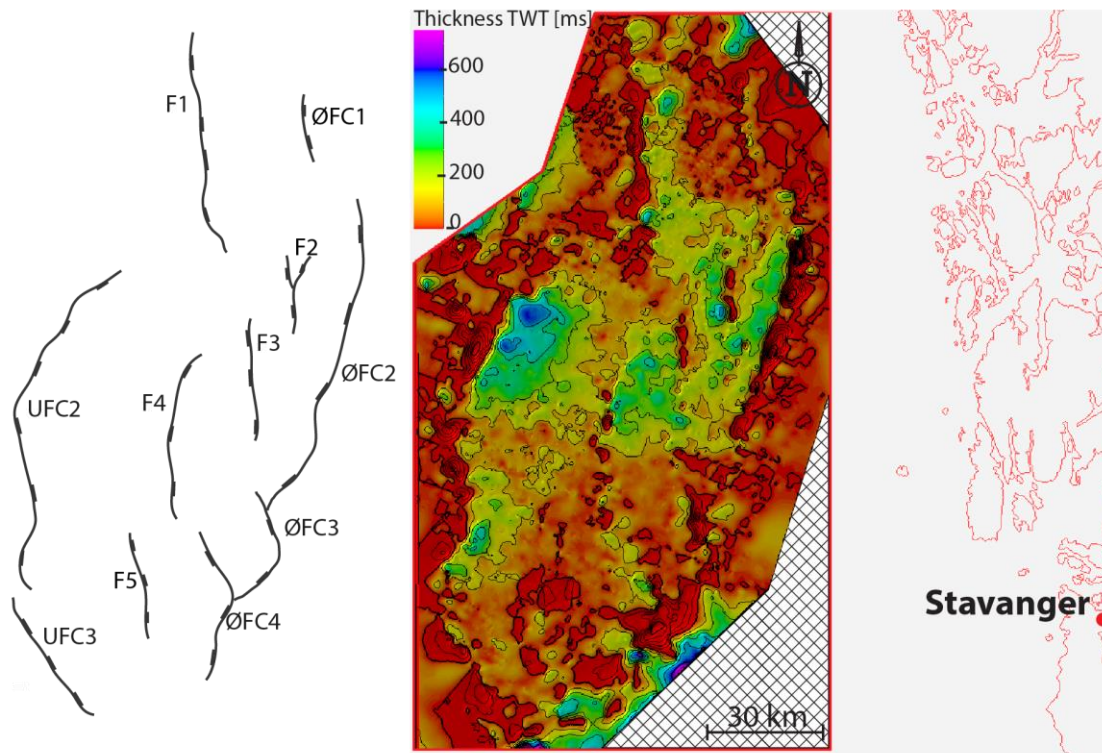 F1
ØFC1
F2
F3
ØFC2
UFC2
F4
ØFC3
F5
ØFC4
UFC3
Thickness TWT [ms]
600
400
200
0
N
30 km
Stavanger